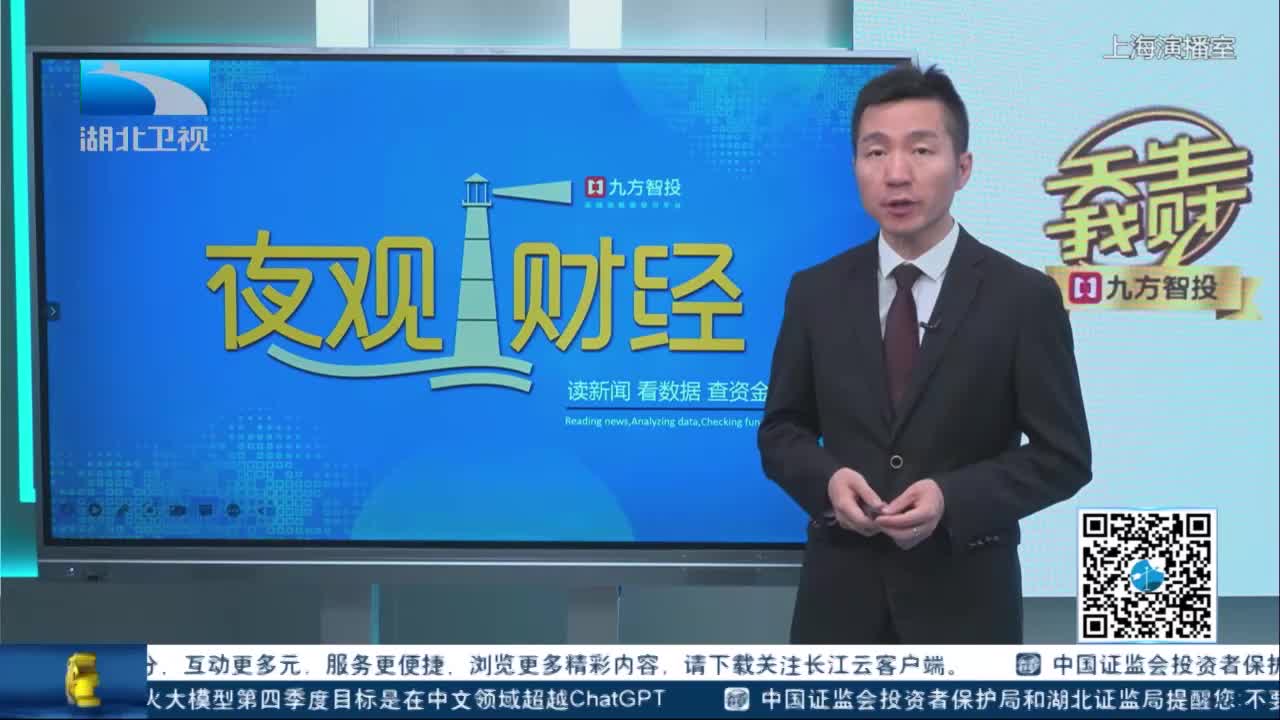 上海演播室
湖北卫视
九方智投
夜观财经
天生我财
九方智投
读新闻 看数据 查资金
Reading news,Analyzing data,Checking fun
互动更多元，服务更便捷，浏览更多精彩内容，请下载关注长江云客户端。 中国证监会投资者保护
火大模型第四季度目标是在中文领域超越ChatGPT 中国证监会投资者保护局和湖北证监局提醒您:不要